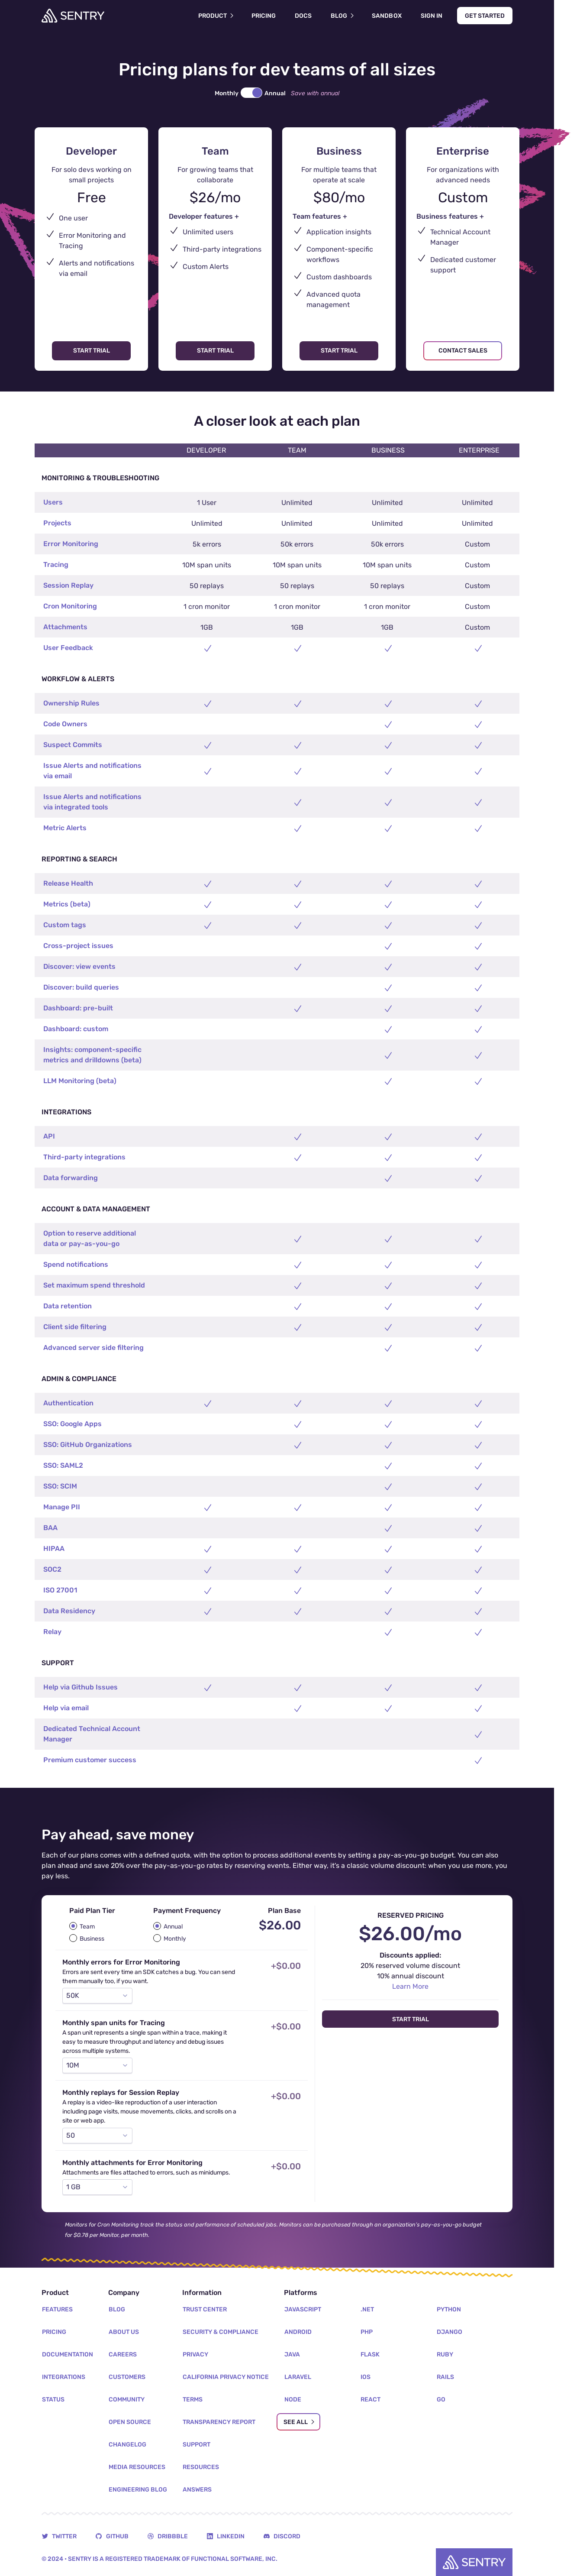 SENTRY
PRODUCT
PRICING
DOCS
BLOG
SANDBOX
SIGN IN
GET STARTED
Pricing plans for dev teams of all sizes
Monthly Annual Save with annual
Developer
For solo devs working on
small projects
Free
One user
Error Monitoring and
Tracing
Alerts and notifications
via email
START TRIAL
Team
For growing teams that
collaborate
$26/mo
Developer features +
Unlimited users
Third-party integrations
Custom Alerts
START TRIAL
Business
For multiple teams that
operate at scale
$80/mo
Team features +
Application insights
Component-specific
workflows
Custom dashboards
Advanced quota
management
START TRIAL
Enterprise
For organizations with
advanced needs
Custom
Business features +
Technical Account
Manager
Dedicated customer
support
CONTACT SALES
A closer look at each plan
DEVELOPER TEAM BUSINESS ENTERPRISE
MONITORING & TROUBLESHOOTING
Users 1 User Unlimited Unlimited Unlimited
Projects Unlimited Unlimited Unlimited Unlimited
Error Monitoring 5k errors 50k errors 50k errors Custom
Tracing 10M span units 10M span units 10M span units Custom
Session Replay 50 replays 50 replays 50 replays Custom
Cron Monitoring 1 cron monitor 1 cron monitor 1 cron monitor Custom
Attachments 1GB 1GB 1GB Custom
User Feedback
WORKFLOW & ALERTS
Ownership Rules
Code Owners
Suspect Commits
Issue Alerts and notifications
via email
Issue Alerts and notifications
via integrated tools
Metric Alerts
REPORTING & SEARCH
Release Health
Metrics (beta)
Custom tags
Cross-project issues
Discover: view events
Discover: build queries
Dashboard: pre-built
Dashboard: custom
Insights: component-specific
metrics and drilldowns (beta)
LLM Monitoring (beta)
INTEGRATIONS
API
Third-party integrations
Data forwarding
ACCOUNT & DATA MANAGEMENT
Option to reserve additional
data or pay-as-you-go
Spend notifications
Set maximum spend threshold
Data retention
Client side filtering
Advanced server side filtering
ADMIN & COMPLIANCE
Authentication
SSO: Google Apps
SSO: GitHub Organizations
SSO: SAML2
SSO: SCIM
Manage PII
BAA
HIPAA
SOC2
ISO 27001
Data Residency
Relay
SUPPORT
Help via Github Issues
Help via email
Dedicated Technical Account
Manager
Premium customer success
Pay ahead, save money
Each of our plans comes with a defined quota, with the option to process additional events by setting a pay-as-you-go budget. You can also
plan ahead and save 20% over the pay-as-you-go rates by reserving events. Either way, it's a classic volume discount: when you use more, you
pay less.
Paid Plan Tier
Team
Business
Payment Frequency
Annual
Monthly
Plan Base
$26.00
Monthly errors for Error Monitoring
Errors are sent every time an SDK catches a bug. You can send
them manually too, if you want.
50K
+$0.00
Monthly span units for Tracing
A span unit represents a single span within a trace, making it
easy to measure throughput and latency and debug issues
across multiple systems.
10M
+$0.00
Monthly replays for Session Replay
A replay is a video-like reproduction of a user interaction
including page visits, mouse movements, clicks, and scrolls on a
site or web app.
50
+$0.00
Monthly attachments for Error Monitoring
Attachments are files attached to errors, such as minidumps.
1 GB
+$0.00
RESERVED PRICING
$26.00/mo
Discounts applied:
20% reserved volume discount
10% annual discount
Learn More
START TRIAL
Monitors for Cron Monitoring track the status and performance of scheduled jobs. Monitors can be purchased through an organization's pay-as-you-go budget
for $0.78 per Monitor, per month.
Product
FEATURES
PRICING
DOCUMENTATION
INTEGRATIONS
STATUS
Company
BLOG
ABOUT US
CAREERS
CUSTOMERS
COMMUNITY
OPEN SOURCE
CHANGELOG
MEDIA RESOURCES
ENGINEERING BLOG
Information
TRUST CENTER
SECURITY & COMPLIANCE
PRIVACY
CALIFORNIA PRIVACY NOTICE
TERMS
TRANSPARENCY REPORT
SUPPORT
RESOURCES
ANSWERS
Platforms
JAVASCRIPT
ANDROID
JAVA
LARAVEL
NODE
SEE ALL
.NET
PHP
FLASK
IOS
REACT
PYTHON
DJANGO
RUBY
RAILS
GO
TWITTER
GITHUB
DRIBBBLE
LINKEDIN
DISCORD
© 2024 • SENTRY IS A REGISTERED TRADEMARK OF FUNCTIONAL SOFTWARE, INC.
SENTRY